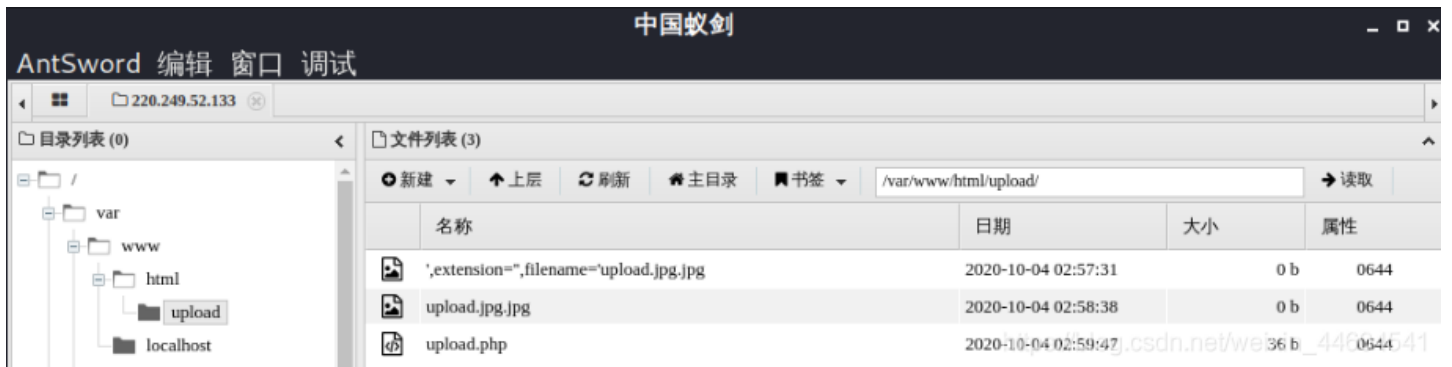 中国蚁剑
AntSword 编辑 窗口 调试
220.249.52.133
目录列表 (0)
文件列表 (3)
新建 上层 刷新 主目录 书签 /var/www/html/upload/ 读取
/
var
www
html
upload
localhost
名称 日期 大小 属性
',extension='',filename='upload.jpg.jpg 2020-10-04 02:57:31 0 b 0644
upload.jpg.jpg 2020-10-04 02:58:38 0 b 0644
upload.php 2020-10-04 02:59:47 36 b 0644